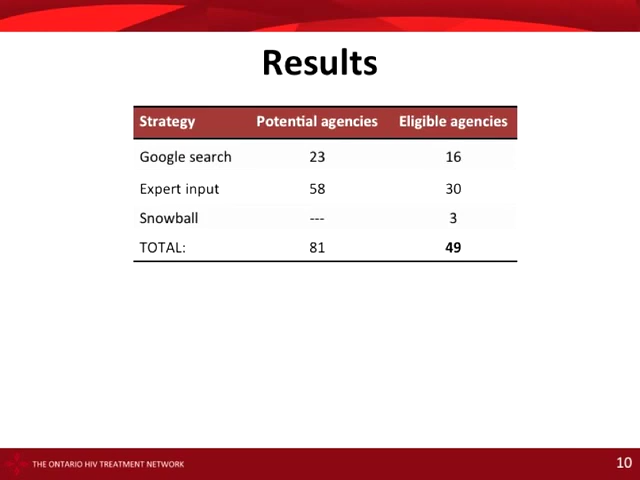 Results
Strategy Potential agencies Eligible agencies
Google search 23 16
Expert input 58 30
Snowball --- 3
TOTAL: 81 49
THE ONTARIO HIV TREATMENT NETWORK 10